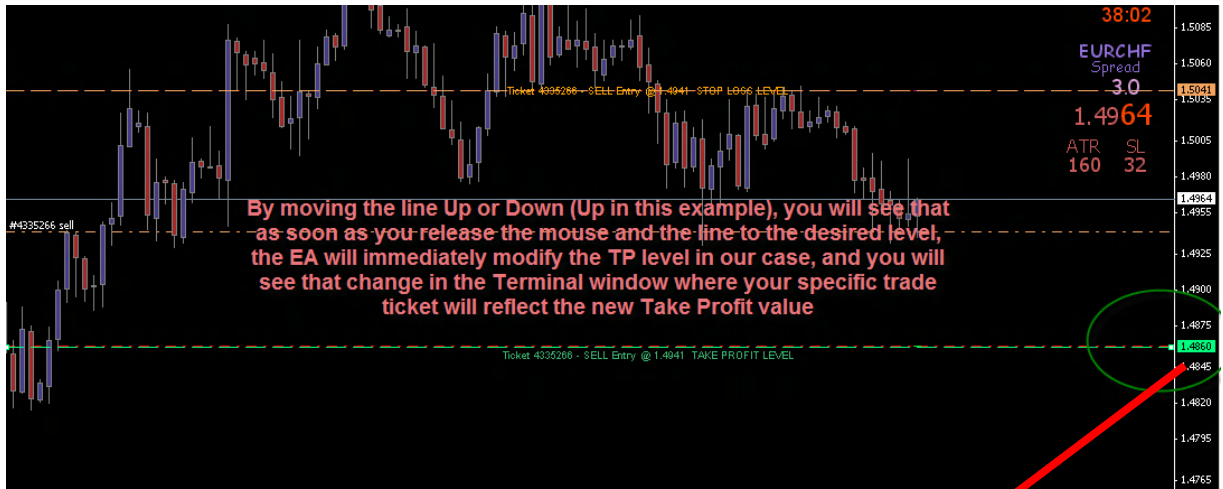 38:02
1.5085
EURCHF
1.5060
Spread
3.0
Ticket 4335266 - SELL Entry @ 1.4941 STOP LOSS LEVEL
1.5041
1.5035
1.4964
ATR SL
160 32
1.5005
1.4980
1.4964
By moving the line Up or Down (Up in this example), you will see that
1.4955
#4335266 sell
as soon as you release the mouse and the line to the desired level,
the EA will immediately modify the TP level in our case, and you will
1.4925
see that change in the Terminal window where your specific trade
1.4900
ticket will reflect the new Take Profit value
1.4875
1.4860
Ticket 4335266 - SELL Entry @ 1.4941 TAKE PROFIT LEVEL
1.4845
1.4820
1.4795
1.4765